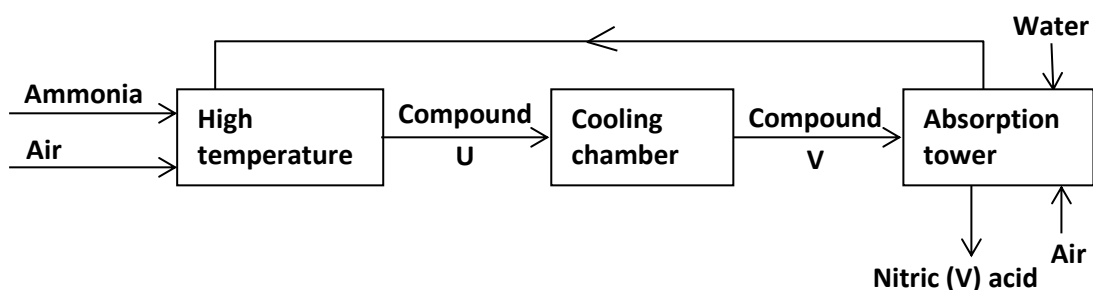 Water
Ammonia
Air
High
temperature
Compound
U
Cooling
chamber
Compound
V
Absorption
tower
Air
Nitric (V) acid